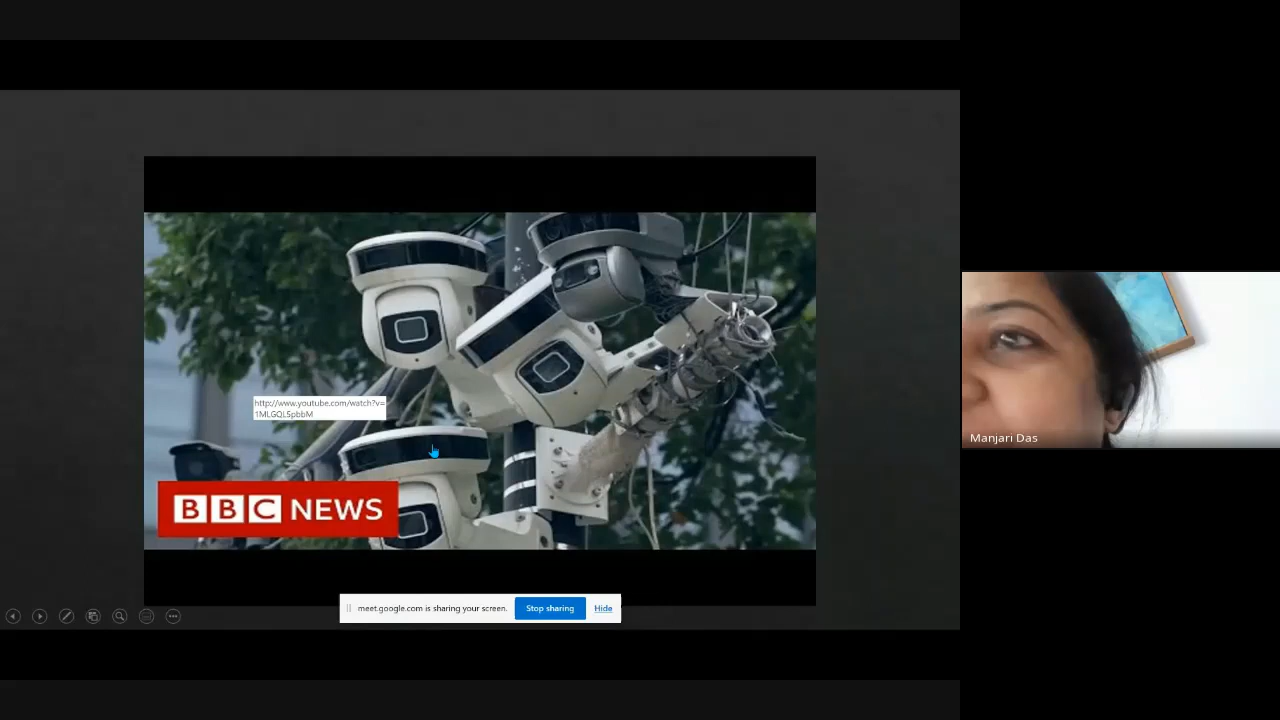 http://www.youtube.com/watch?v=
1MLGQL5pbbM
BBC NEWS
Manjari Das
meet.google.com is sharing your screen.
Stop sharing
Hide